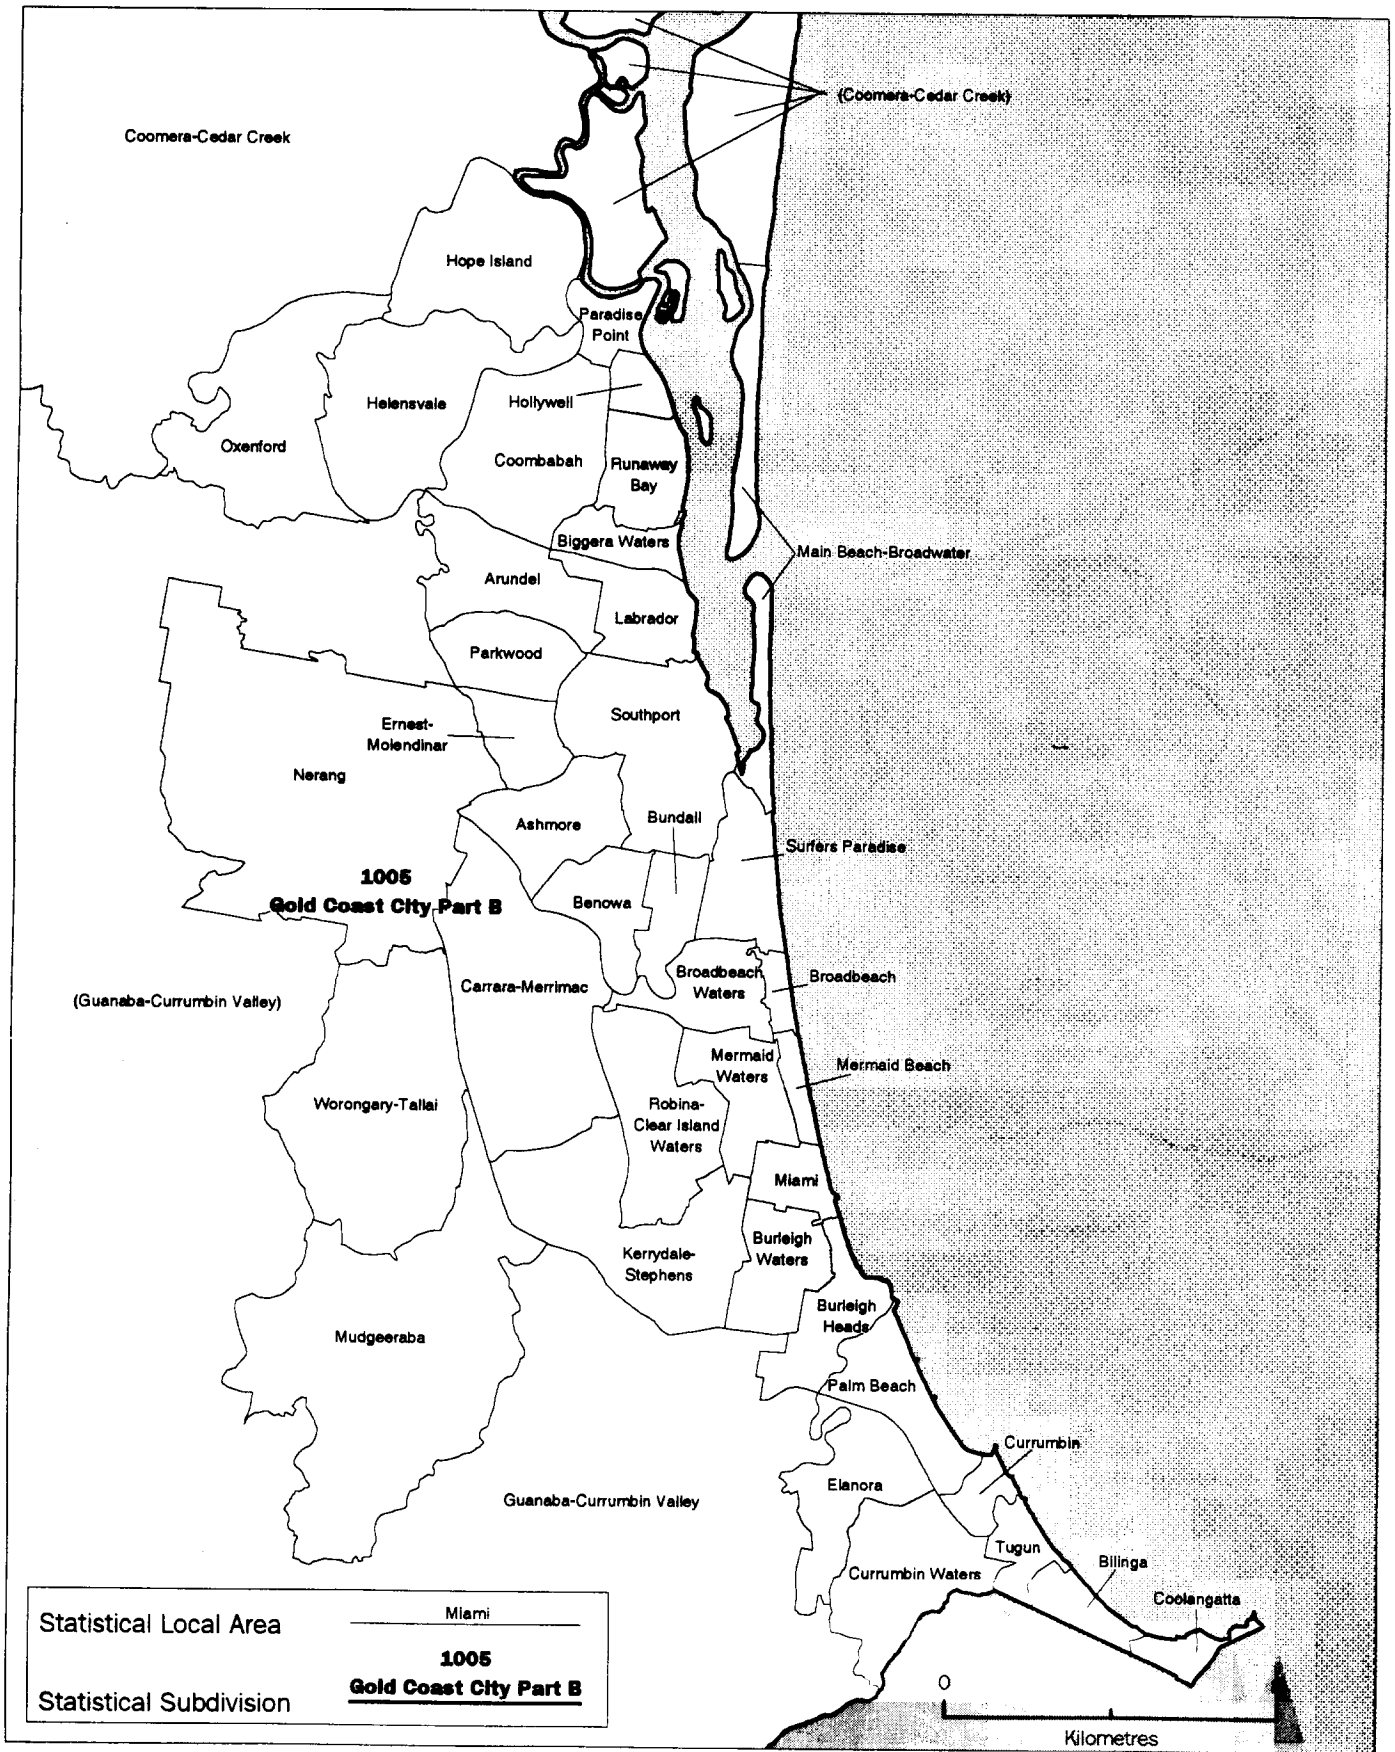 (Coomera-Cedar Creek)
Coomera-Cedar Creek
Hope Island
Paradise
Point
Helensvale
Hollywell
Oxenford
Coombabah
Runaway
Bay
Biggera Waters
Main Beach-Broadwater
Arundel
Labrador
Parkwood
Southport
Ernest-
Molendinar
Nerang
Ashmore
Bundall
Surfers Paradise
1005
Gold Coast City Part B
Benowa
Broadbeach
Waters
Broadbeach
Carrara-Merrimac
(Guanaba-Currumbin Valley)
Mermaid
Waters
Mermaid Beach
Worongary-Tallai
Robina-
Clear Island
Waters
Miami
Burleigh
Waters
Kerrydale-
Stephens
Burleigh
Heads
Mudgeeraba
Palm Beach
Currumbin
Elanora
Guanaba-Currumbin Valley
Tugun
Bilinga
Currumbin Waters
Coolangatta
Statistical Local Area
Miami
1005
Gold Coast City Part B
Statistical Subdivision
0
Kilometres